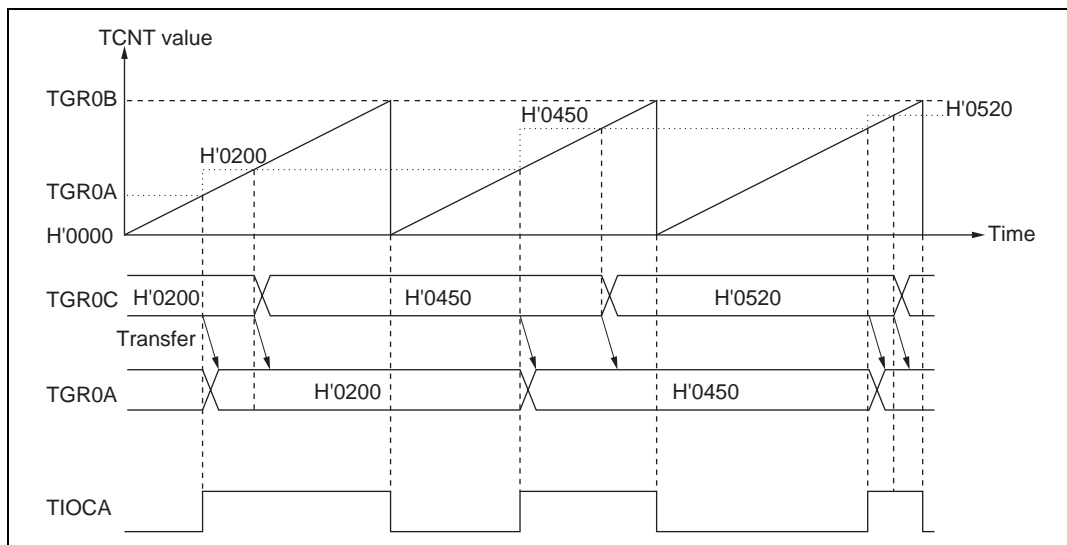 TCNT value
TGR0B
H'0450
H'0520
H'0200
TGR0A
H'0000
Time
TGR0C
H'0200
H'0450
H'0520
Transfer
TGR0A
H'0200
H'0450
TIOCA